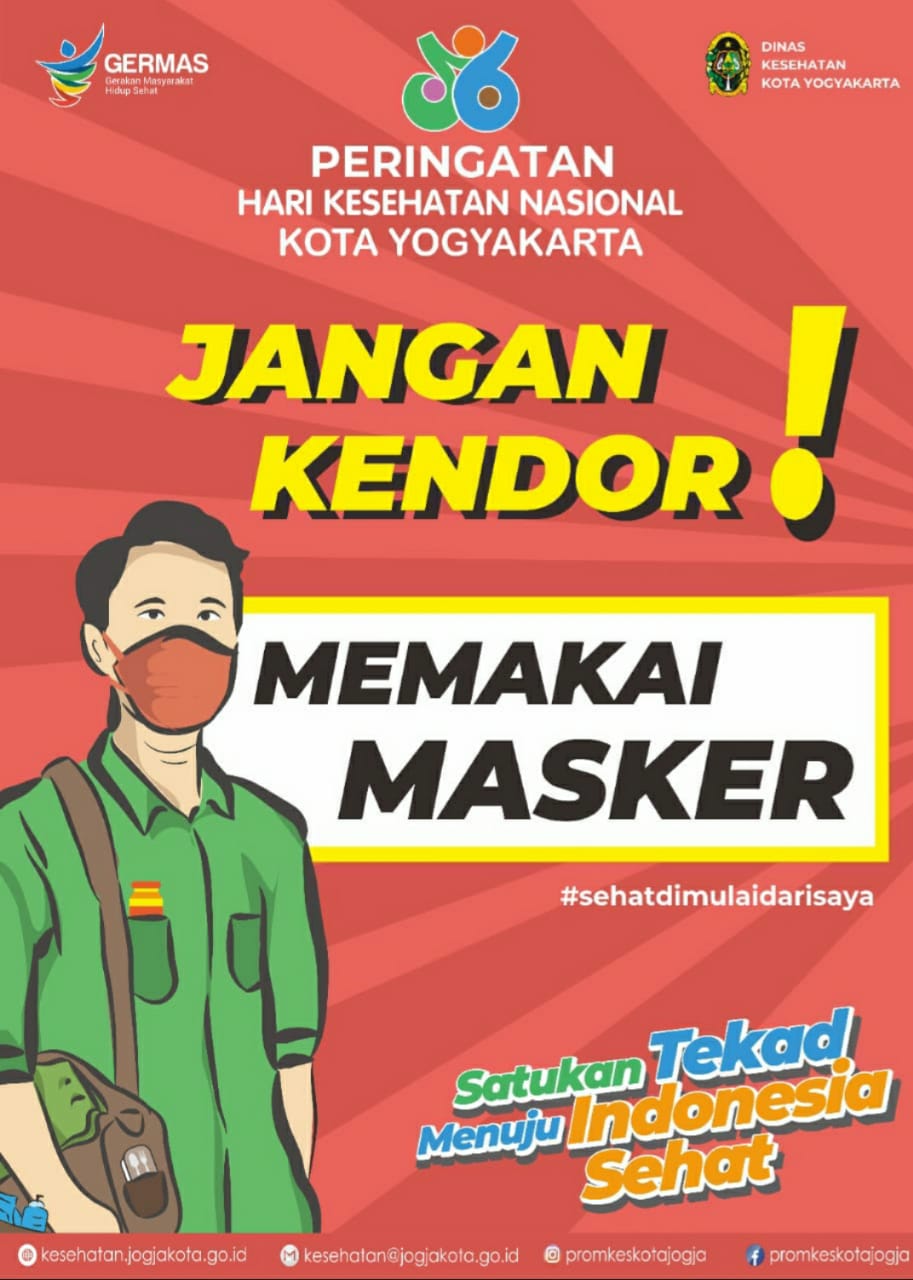 GERMAS
Gerakan Masyarakat
Hidup Sehat
56
DINAS
KESEHATAN
KOTA YOGYAKARTA
PERINGATAN
HARI KESEHATAN NASIONAL
KOTA YOGYAKARTA
JANGAN
KENDOR!
MEMAKAI
MASKER
#sehatdimulaidarisaya
Satukan Tekad
Menuju Indonesia
Sehat
kesehatan.jogjakota.go.id kesehatan@jogjakota.go.id promkeskotajogja promkeskotajogja